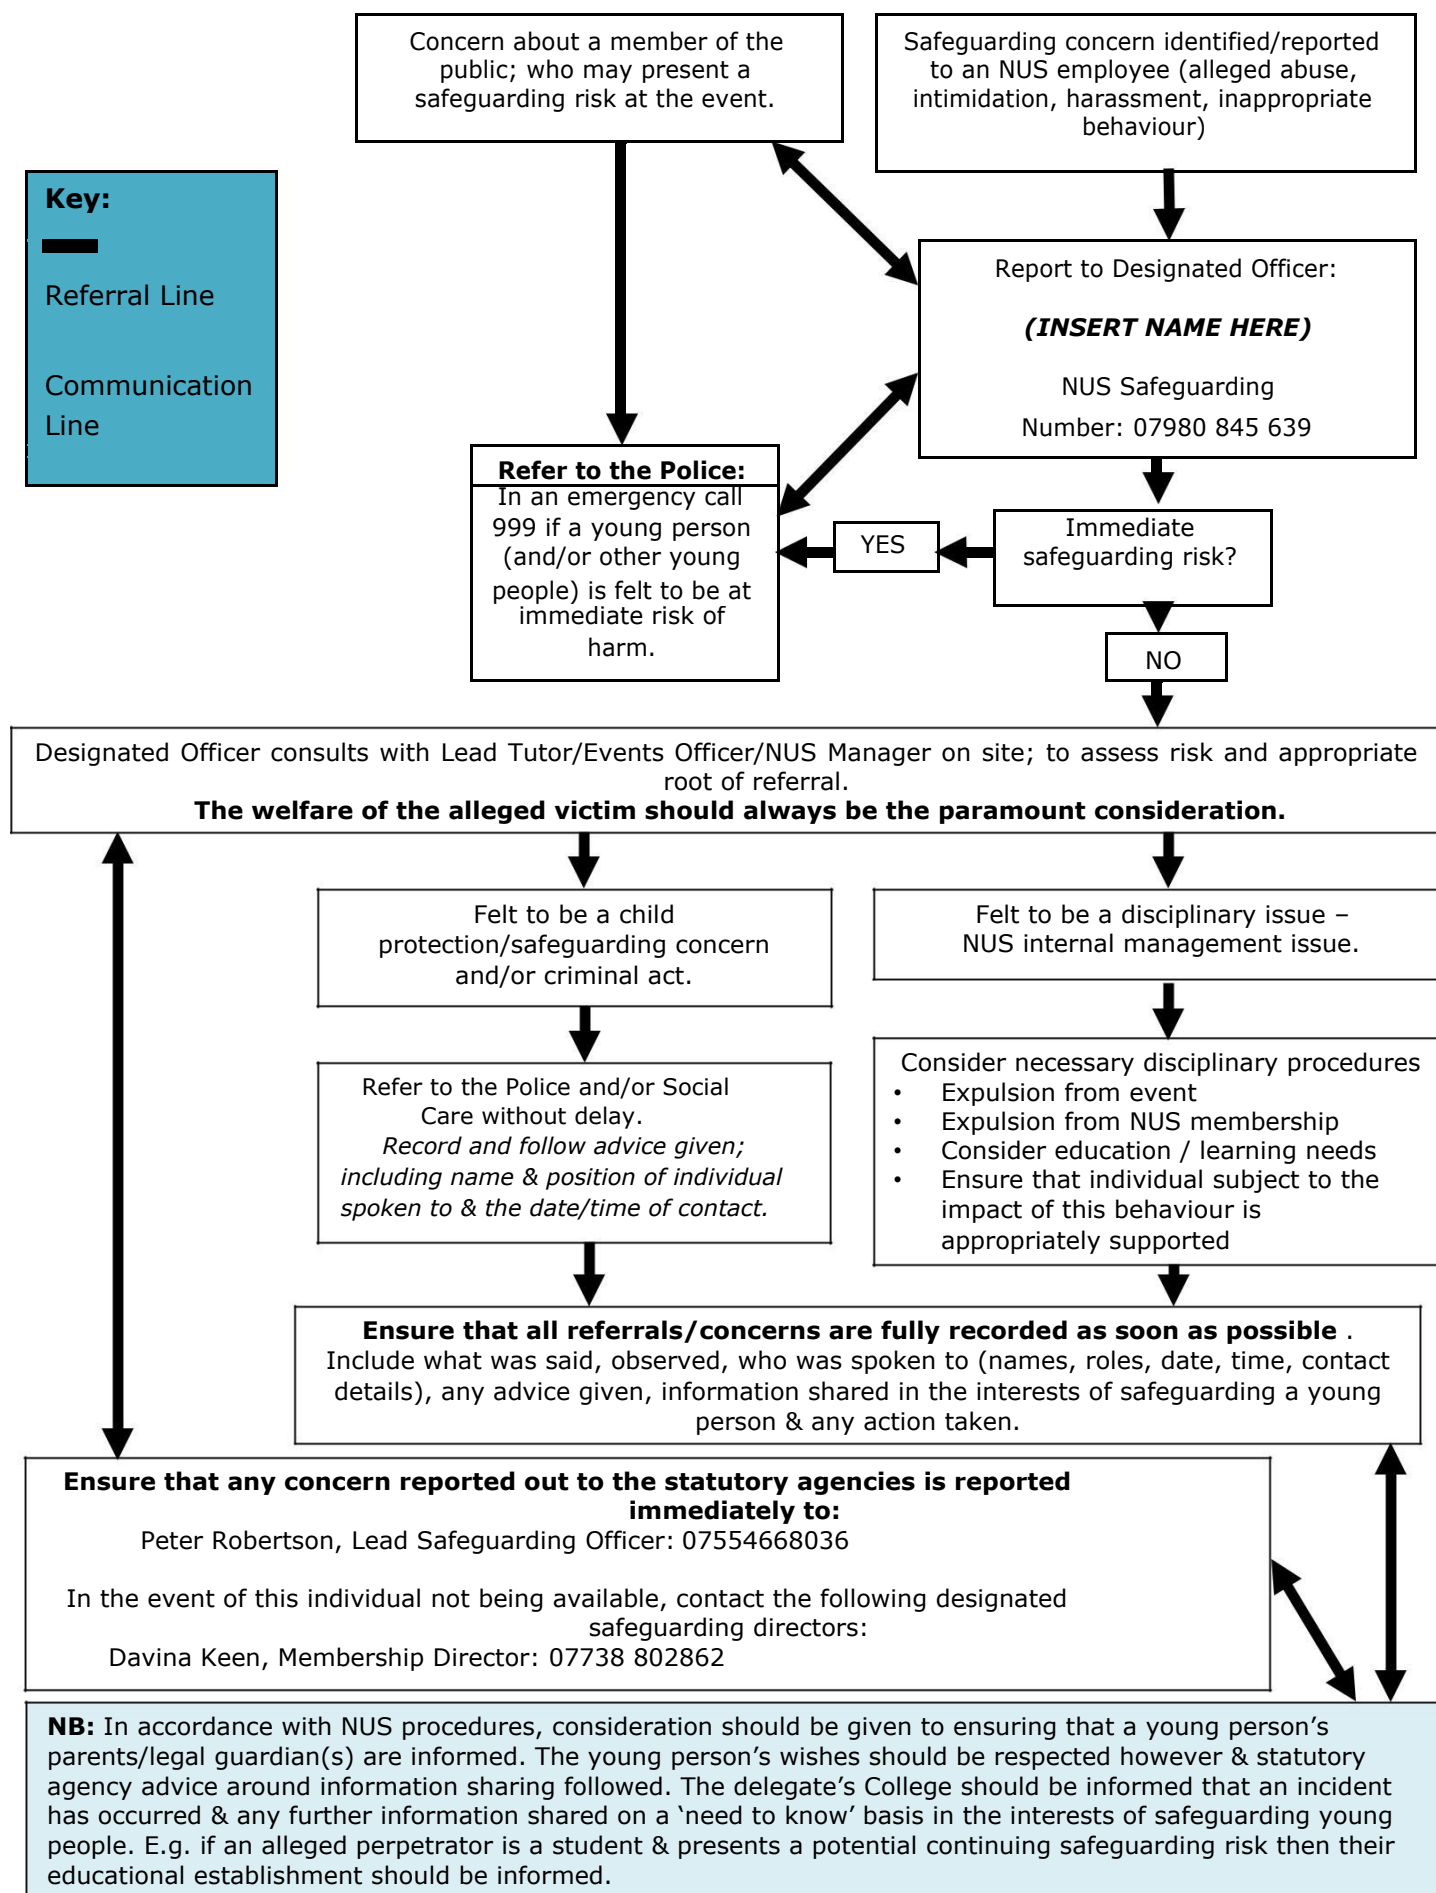 Concern about a member of the
public; who may present a
safeguarding risk at the event.
Safeguarding concern identified/reported
to an NUS employee (alleged abuse,
intimidation, harassment, inappropriate
behaviour)
Key:
Referral Line
Communication
Line
Report to Designated Officer:
(INSERT NAME HERE)
NUS Safeguarding
Number: 07980 845 639
Refer to the Police:
In an emergency call
999 if a young person
(and/or other young
people) is felt to be at
immediate risk of
harm.
YES
Immediate
safeguarding risk?
NO
Designated Officer consults with Lead Tutor/Events Officer/NUS Manager on site; to assess risk and appropriate
root of referral.
The welfare of the alleged victim should always be the paramount consideration.
Felt to be a child
protection/safeguarding concern
and/or criminal act.
Felt to be a disciplinary issue –
NUS internal management issue.
Refer to the Police and/or Social
Care without delay.
Record and follow advice given;
including name & position of individual
spoken to & the date/time of contact.
Consider necessary disciplinary procedures
• Expulsion from event
• Expulsion from NUS membership
• Consider education / learning needs
• Ensure that individual subject to the
impact of this behaviour is
appropriately supported
Ensure that all referrals/concerns are fully recorded as soon as possible .
Include what was said, observed, who was spoken to (names, roles, date, time, contact
details), any advice given, information shared in the interests of safeguarding a young
person & any action taken.
Ensure that any concern reported out to the statutory agencies is reported
immediately to:
Peter Robertson, Lead Safeguarding Officer: 07554668036
In the event of this individual not being available, contact the following designated
safeguarding directors:
Davina Keen, Membership Director: 07738 802862
NB: In accordance with NUS procedures, consideration should be given to ensuring that a young person’s
parents/legal guardian(s) are informed. The young person’s wishes should be respected however & statutory
agency advice around information sharing followed. The delegate’s College should be informed that an incident
has occurred & any further information shared on a ‘need to know’ basis in the interests of safeguarding young
people. E.g. if an alleged perpetrator is a student & presents a potential continuing safeguarding risk then their
educational establishment should be informed.